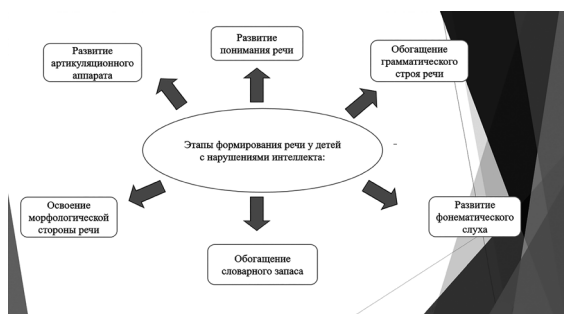 Развитие
понимания речи
Развитие
артикуляционного
аппарата
Обогащение
грамматического
строя речи
Этапы формирования речи у детей
с нарушениями интеллекта:
Освоение
морфологической
стороны речи
Развитие
фонематического
слуха
Обогащение
словарного запаса